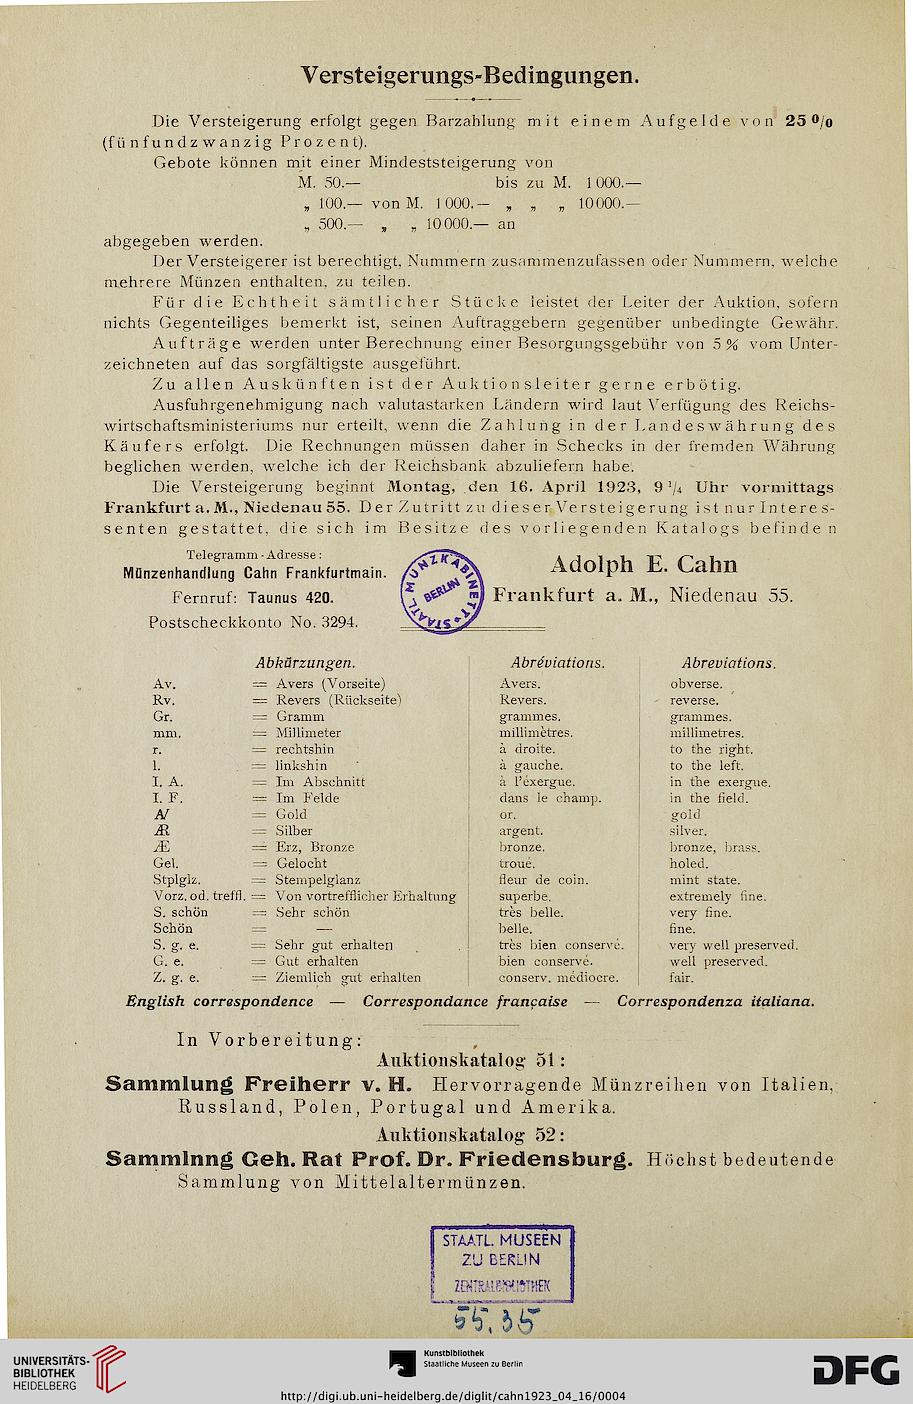 Versteigerungs-Bedingungen.
Die Versteigerung erfolgt gegen Barzahlung mit einem Aufgelde von 25 %
(fünfundzwanzig Prozent).
Gebote können mit einer Mindeststeigerung von
M. 50.— bis zu M. 1000.—
„ 100.— von M. 1000.— „ „ „ 10000.—
„ 500.— „ „ 10000.— an
abgegeben werden.
Der Versteigerer ist berechtigt, Nummern zusammenzufassen oder Nummern, welche
mehrere Münzen enthalten, zu teilen.
Für die Echtheit sämtlicher Stücke leistet der Leiter der Auktion, sofern
nichts Gegenteiliges bemerkt ist, seinen Auftraggebern gegenüber unbedingte Gewähr.
Aufträge werden unter Berechnung einer Besorgungsgebühr von 5 % vom Unter-
zeichneten auf das sorgfältigste ausgeführt.
Zu allen Auskünften ist der Auktionsleiter gerne erbötig.
Ausfuhrgenehmigung nach valutastarken Ländern wird laut Verfügung des Reichs-
wirtschaftsministeriums nur erteilt, wenn die Zahlung in der Landeswährung des
Käufers erfolgt. Die Rechnungen müssen daher in Schecks in der fremden Währung
beglichen werden, welche ich der Reichsbank abzuliefern habe.
Die Versteigerung beginnt Montag, den 16. April 1923, 9 1/4 Uhr vormittags
Frankfurt a. M., Niedenau 55. Der Zutritt zu dieser Versteigerung ist nur Interes-
senten gestattet, die sich im Besitze des vorliegenden Katalogs befinden
Telegramm-Adresse:
Münzenhandlung Cahn Frankfurtmain.
Fernruf: Taunus 420.
Postscheckkonto No. 3294.
MÜNZKABINETT
STAATL.
BERLIN
Adolph E. Cahn
Frankfurt a. M., Niedenau 55.
Abkürzungen. Abréviations. Abreviations.
Av. = Avers (Vorseite) Avers. obverse.
Rv. = Revers (Rückseite) Revers. reverse.
Gr. = Gramm grammes. grammes.
mm. = Millimeter millimètres. millimetres.
r. = rechtshin à droite. to the right.
l. = linkshin à gauche. to the left.
I. A. = Im Abschnitt à l'éxergue. in the exergue.
I. F. = Im Felde dans le champ. in the field.
A/ = Gold or. gold
ÆR = Silber argent. silver.
Æ = Erz, Bronze bronze. bronze, brass.
Gel. = Gelocht troué. holed.
Stplglz. = Stempelglanz fleur de coin. mint state.
Vorz. od. treffl. = Von vortrefflicher Erhaltung superbe. extremely fine.
S. schön = Sehr schön très belle. very fine.
Schön = — belle. fine.
S. g. e. = Sehr gut erhalten très bien conservé. very well preserved.
G. e. = Gut erhalten bien conservé. well preserved.
Z. g. e. = Ziemlich gut erhalten conserv. médiocre. fair.
English correspondence — Correspondance française — Correspondenza italiana.
In Vorbereitung:
Auktionskatalog 51:
Sammlung Freiherr v. H. Hervorragende Münzreihen von Italien,
Russland, Polen, Portugal und Amerika.
Auktionskatalog 52:
Sammlnng Geh. Rat Prof. Dr. Friedensburg. Höchst bedeutende
Sammlung von Mittelaltermünzen.
STAATL. MUSEEN
ZU BERLIN
ZENTRALBIBLIOTHEK
55.35
UNIVERSITÄTS-
BIBLIOTHEK
HEIDELBERG
Kunstbibliothek
Staatliche Museen zu Berlin
DFG
http://digi.ub.uni-heidelberg.de/diglit/cahn1923_04_16/0004